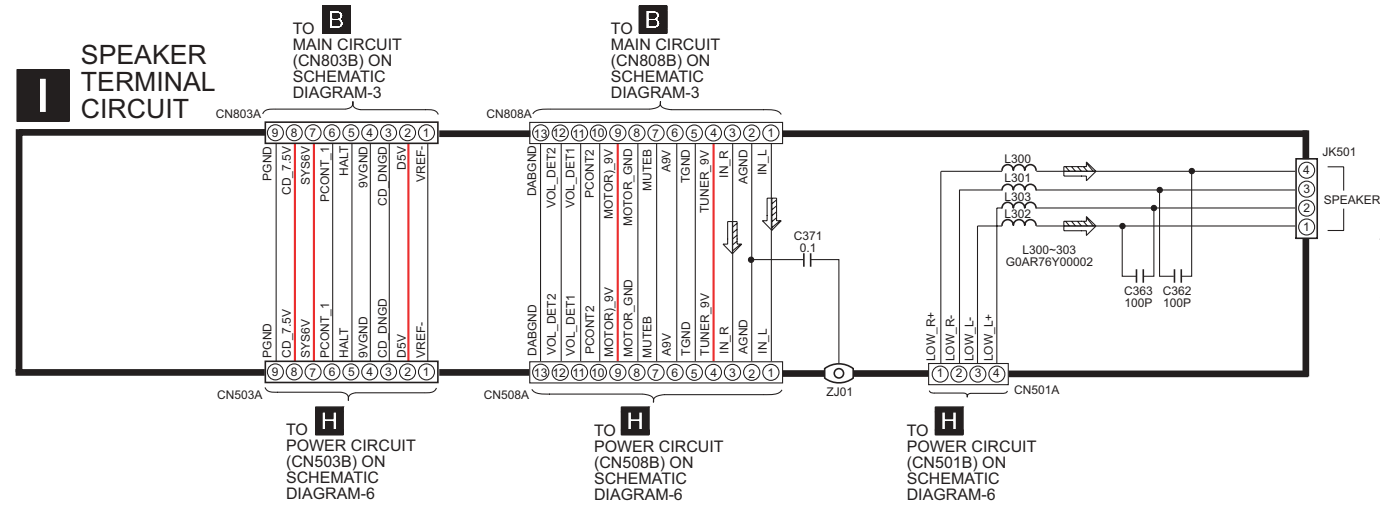 I
SPEAKER
TERMINAL
CIRCUIT
TO B
MAIN CIRCUIT
(CN803B) ON
SCHEMATIC
DIAGRAM-3
TO B
MAIN CIRCUIT
(CN808B) ON
SCHEMATIC
DIAGRAM-3
CN803A
9 8 7 6 5 4 3 2 1
PGND
CD_7.5V
SYS6V
PCONT_1
HALT
9VGND
CD_DNGD
D5V
VREF-
PGND
CD_7.5V
SYS6V
PCONT_1
HALT
9VGND
CD_DNGD
D5V
VREF-
9 8 7 6 5 4 3 2 1
CN503A
CN808A
13 12 11 10 9 8 7 6 5 4 3 2 1
DABGND
VOL_DET2
VOL_DET1
PCONT2
MOTOR)_9V
MOTOR_GND
MUTEB
A9V
TGND
TUNER_9V
IN_R
AGND
IN_L
DABGND
VOL_DET2
VOL_DET1
PCONT2
MOTOR)_9V
MOTOR_GND
MUTEB
A9V
TGND
TUNER_9V
IN_R
AGND
IN_L
13 12 11 10 9 8 7 6 5 4 3 2 1
CN508A
C371
0.1
ZJ01
L300
L301
L303
L302
L300~303
G0AR76Y00002
C363
100P
C362
100P
JK501
4
3
2
1
SPEAKER
LOW_R+
LOW_R-
LOW_L-
LOW_L+
1 2 3 4
CN501A
TO H
POWER CIRCUIT
(CN503B) ON
SCHEMATIC
DIAGRAM-6
TO H
POWER CIRCUIT
(CN508B) ON
SCHEMATIC
DIAGRAM-6
TO H
POWER CIRCUIT
(CN501B) ON
SCHEMATIC
DIAGRAM-6